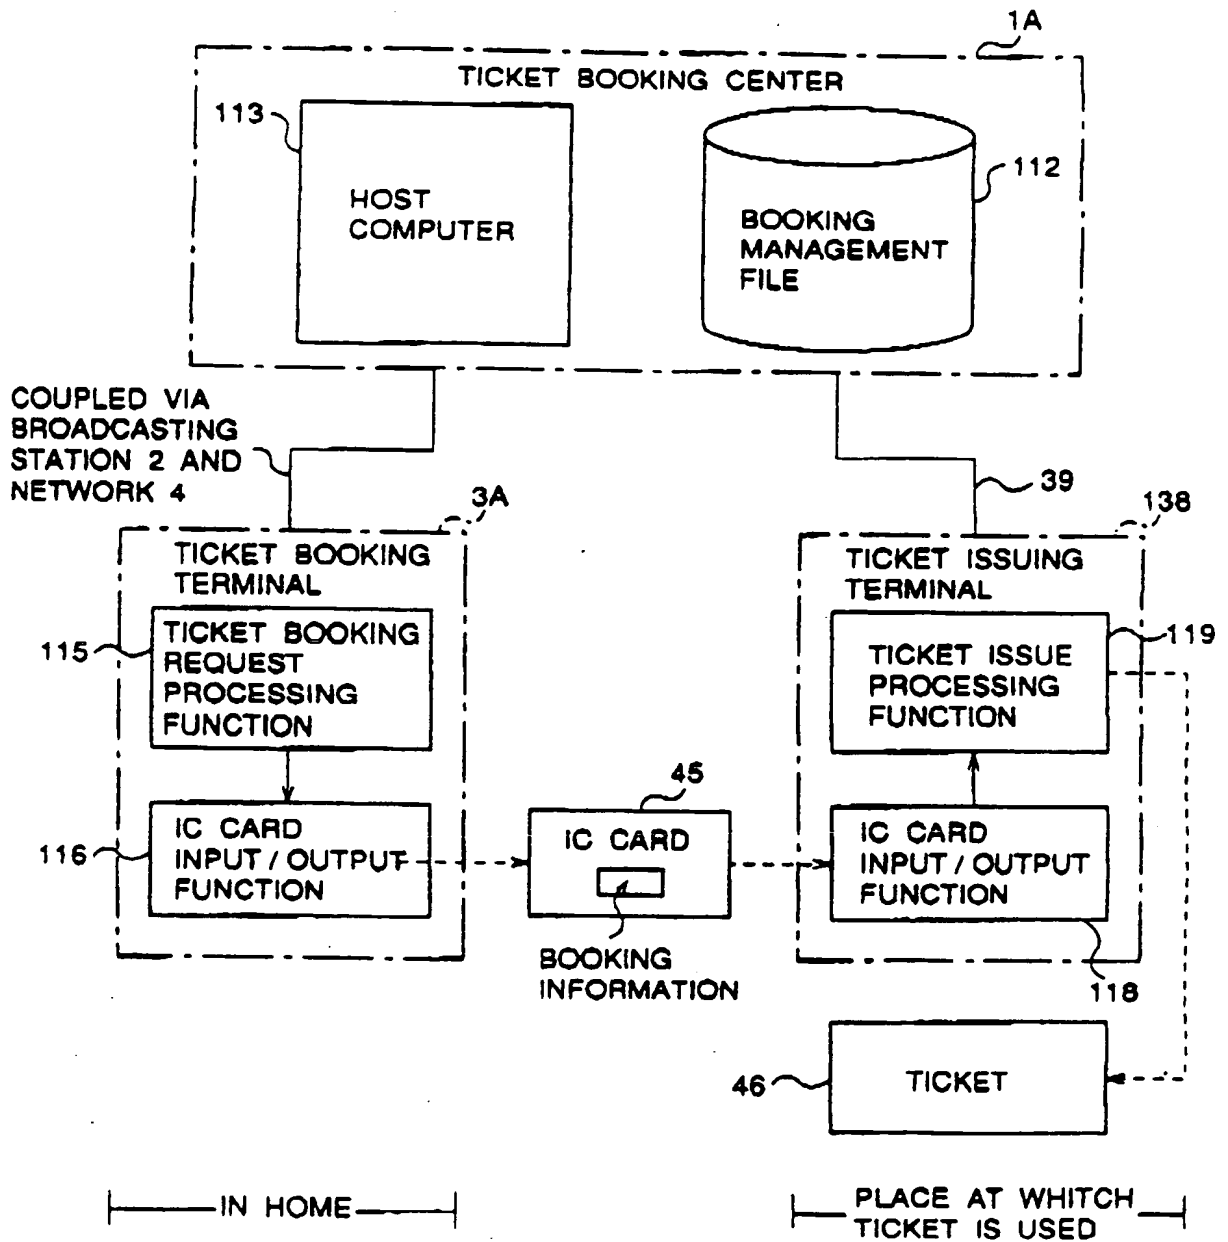 1A
TICKET BOOKING CENTER
113
HOST
COMPUTER
112
BOOKING
MANAGEMENT
FILE
COUPLED VIA
BROADCASTING
STATION 2 AND
NETWORK 4
39
3A
TICKET BOOKING
TERMINAL
115
TICKET BOOKING
REQUEST
PROCESSING
FUNCTION
116
IC CARD
INPUT / OUTPUT
FUNCTION
45
IC CARD
BOOKING
INFORMATION
138
TICKET ISSUING
TERMINAL
119
TICKET ISSUE
PROCESSING
FUNCTION
IC CARD
INPUT / OUTPUT
FUNCTION
118
46
TICKET
IN HOME
PLACE AT WHITCH
TICKET IS USED